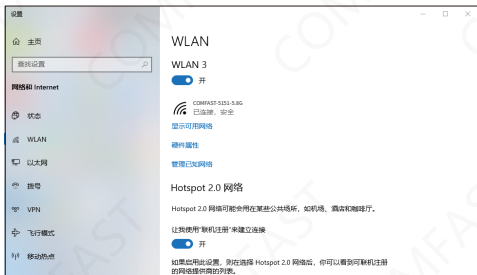 设置
主页
查找设置
网络和 Internet
状态
WLAN
以太网
拨号
VPN
飞行模式
移动热点
WLAN
WLAN 3
开
COMFAST-5151-5.8G
已连接，安全
显示可用网络
硬件属性
管理已知网络
Hotspot 2.0 网络
Hotspot 2.0 网络可能会用在某些公共场所，如机场、酒店和咖啡厅。
让我使用"联机注册"来建立连接
开
如果启用此设置，则在选择 Hotspot 2.0 网络后，你可以看到可联机注册
的网络提供商的列表。
COMFAST